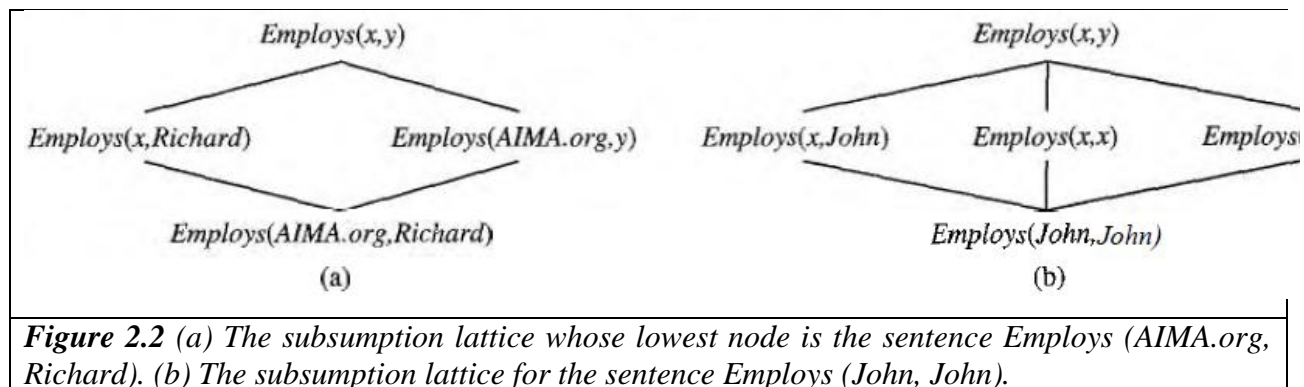 Employs(x,y)
Employs(x,Richard) Employs(AIMA.org,y)
Employs(AIMA.org,Richard)
(a)
Employs(x,y)
Employs(x,John) Employs(x,x) Employs(
Employs(John,John)
(b)
Figure 2.2 (a) The subsumption lattice whose lowest node is the sentence Employs (AIMA.org,
Richard). (b) The subsumption lattice for the sentence Employs (John, John).